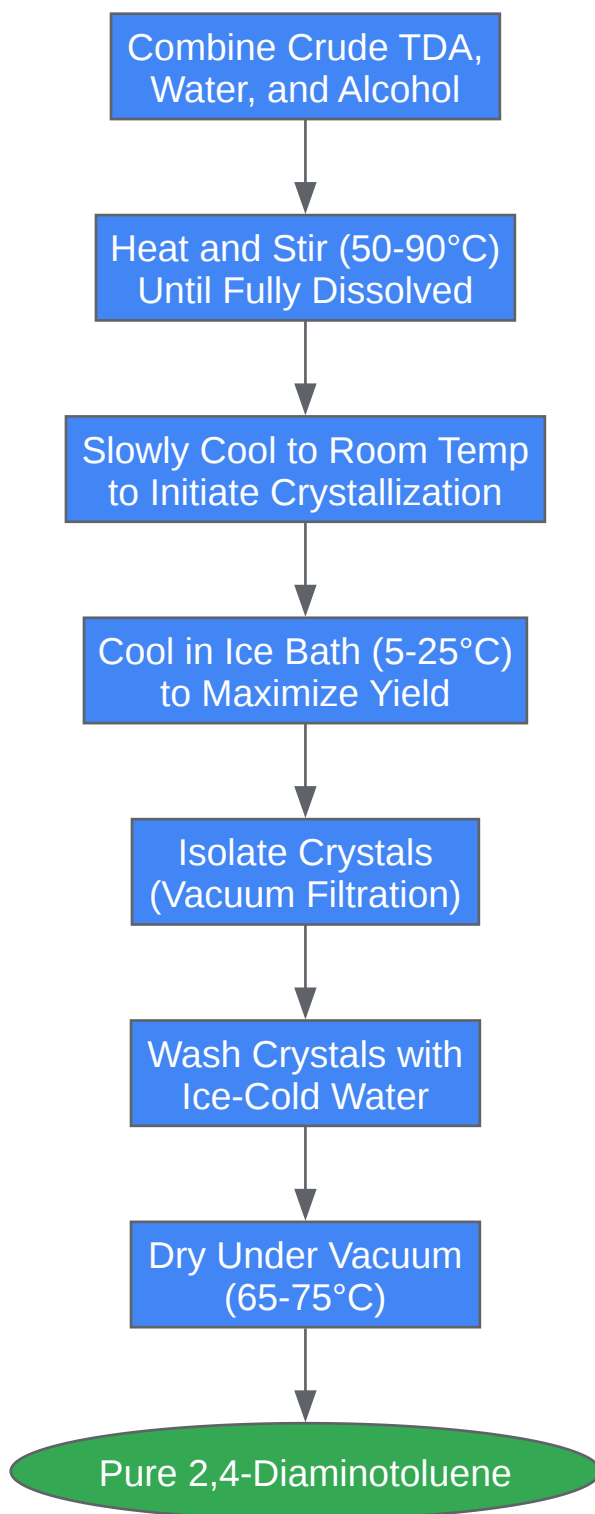 Combine Crude TDA,
Water, and Alcohol
Heat and Stir (50-90°C)
Until Fully Dissolved
Slowly Cool to Room Temp
to Initiate Crystallization
Cool in Ice Bath (5-25°C)
to Maximize Yield
Isolate Crystals
(Vacuum Filtration)
Wash Crystals with
Ice-Cold Water
Dry Under Vacuum
(65-75°C)
Pure 2,4-Diaminotoluene